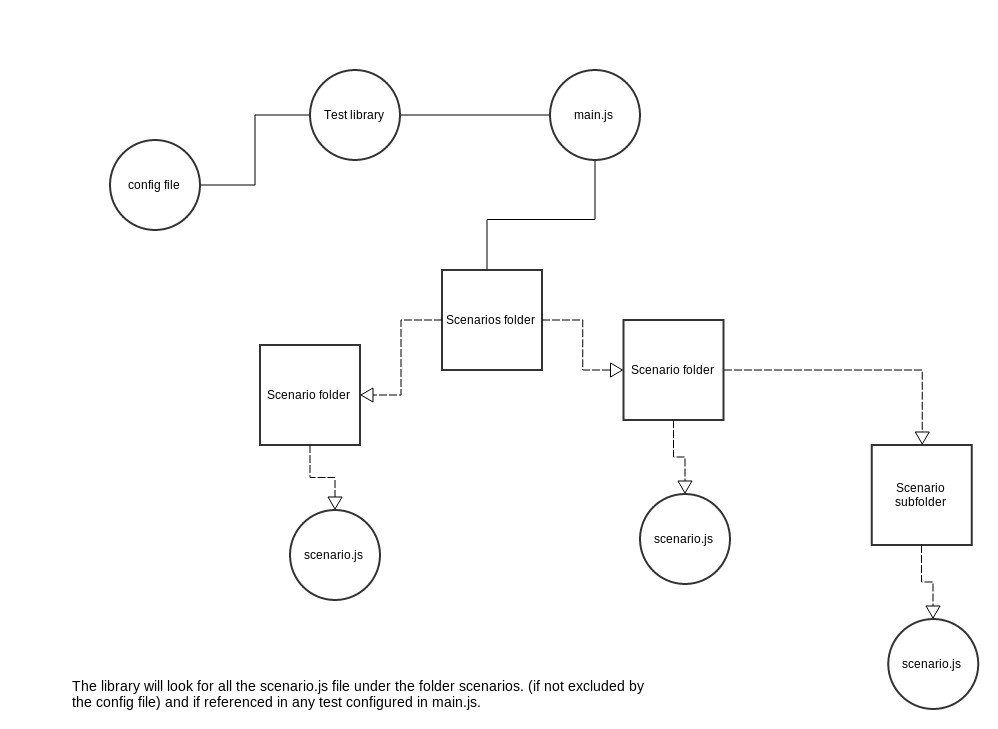 Test library
main.js
config file
Scenarios folder
Scenario folder
Scenario folder
Scenario
subfolder
scenario.js
scenario.js
scenario.js
The library will look for all the scenario.js file under the folder scenarios. (if not excluded by
the config file) and if referenced in any test configured in main.js.